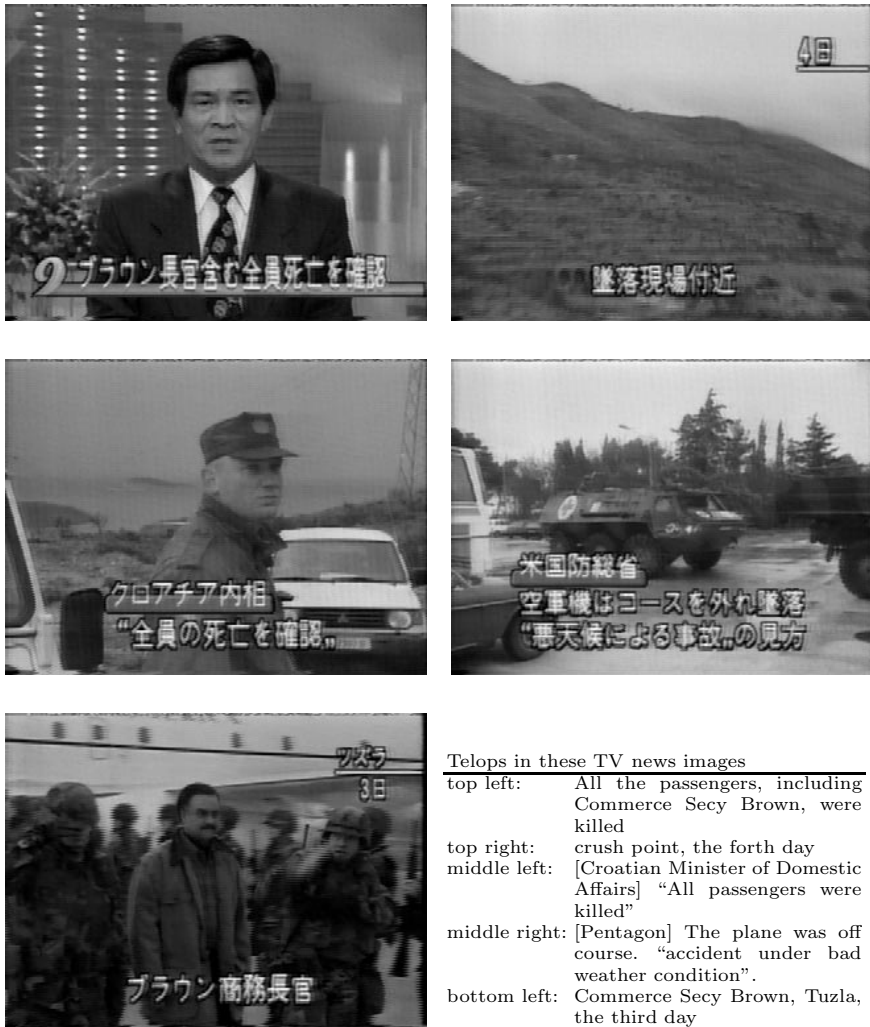 9 ブラウン長官含む全員死亡を確認
4日
墜落現場付近
クロアチア内相
“全員の死亡を確認„
米国防総省
空軍機はコースを外れ墜落
“悪天候による事故„の見方
ツズラ
3日
ブラウン商務長官
Telops in these TV news images
top left: All the passengers, including
Commerce Secy Brown, were
killed
top right: crush point, the forth day
middle left: [Croatian Minister of Domestic
Affairs] “All passengers were
killed”
middle right: [Pentagon] The plane was off
course. “accident under bad
weather condition”.
bottom left: Commerce Secy Brown, Tuzla,
the third day